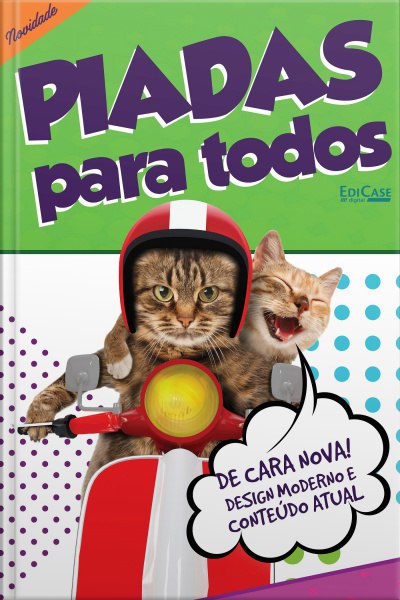 Novidade
PIADAS
para todos
EDICASE
digital
DE CARA NOVA!
DESIGN MODERNO E
CONTEÚDO ATUAL